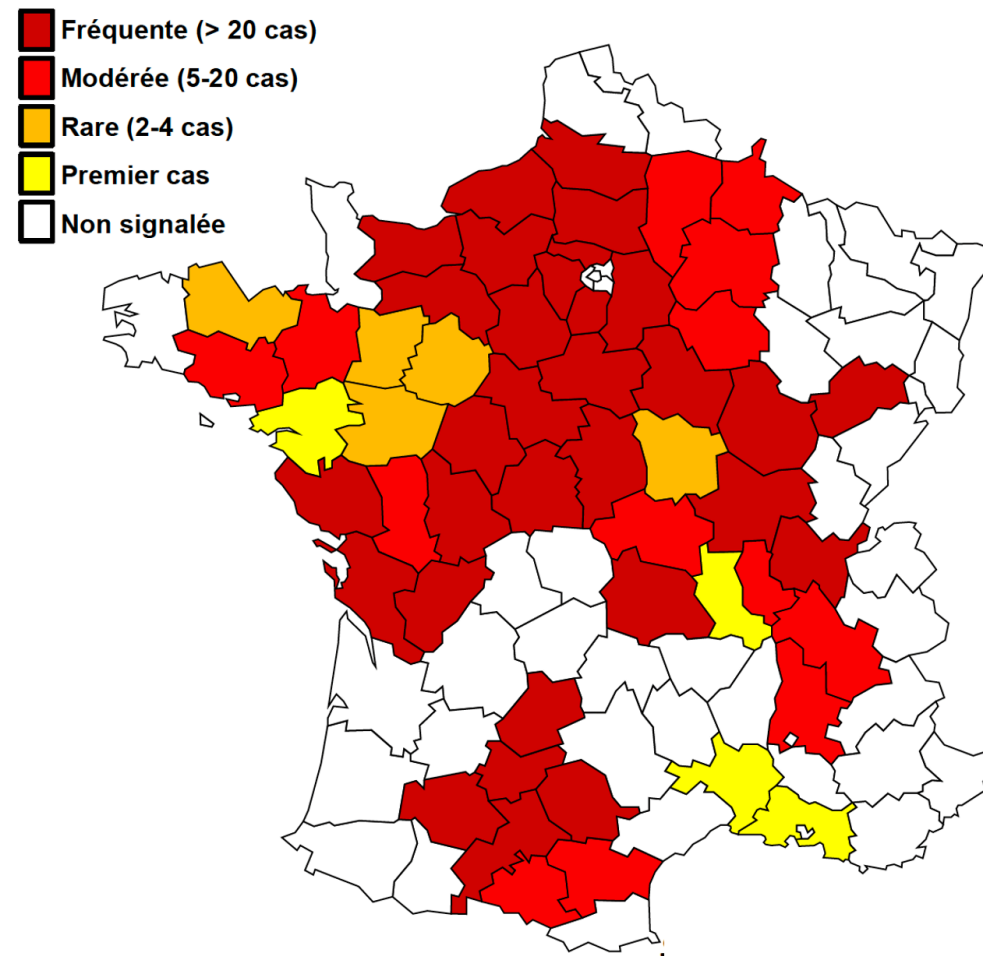 Fréquente (> 20 cas)
Modérée (5-20 cas)
Rare (2-4 cas)
Premier cas
Non signalée